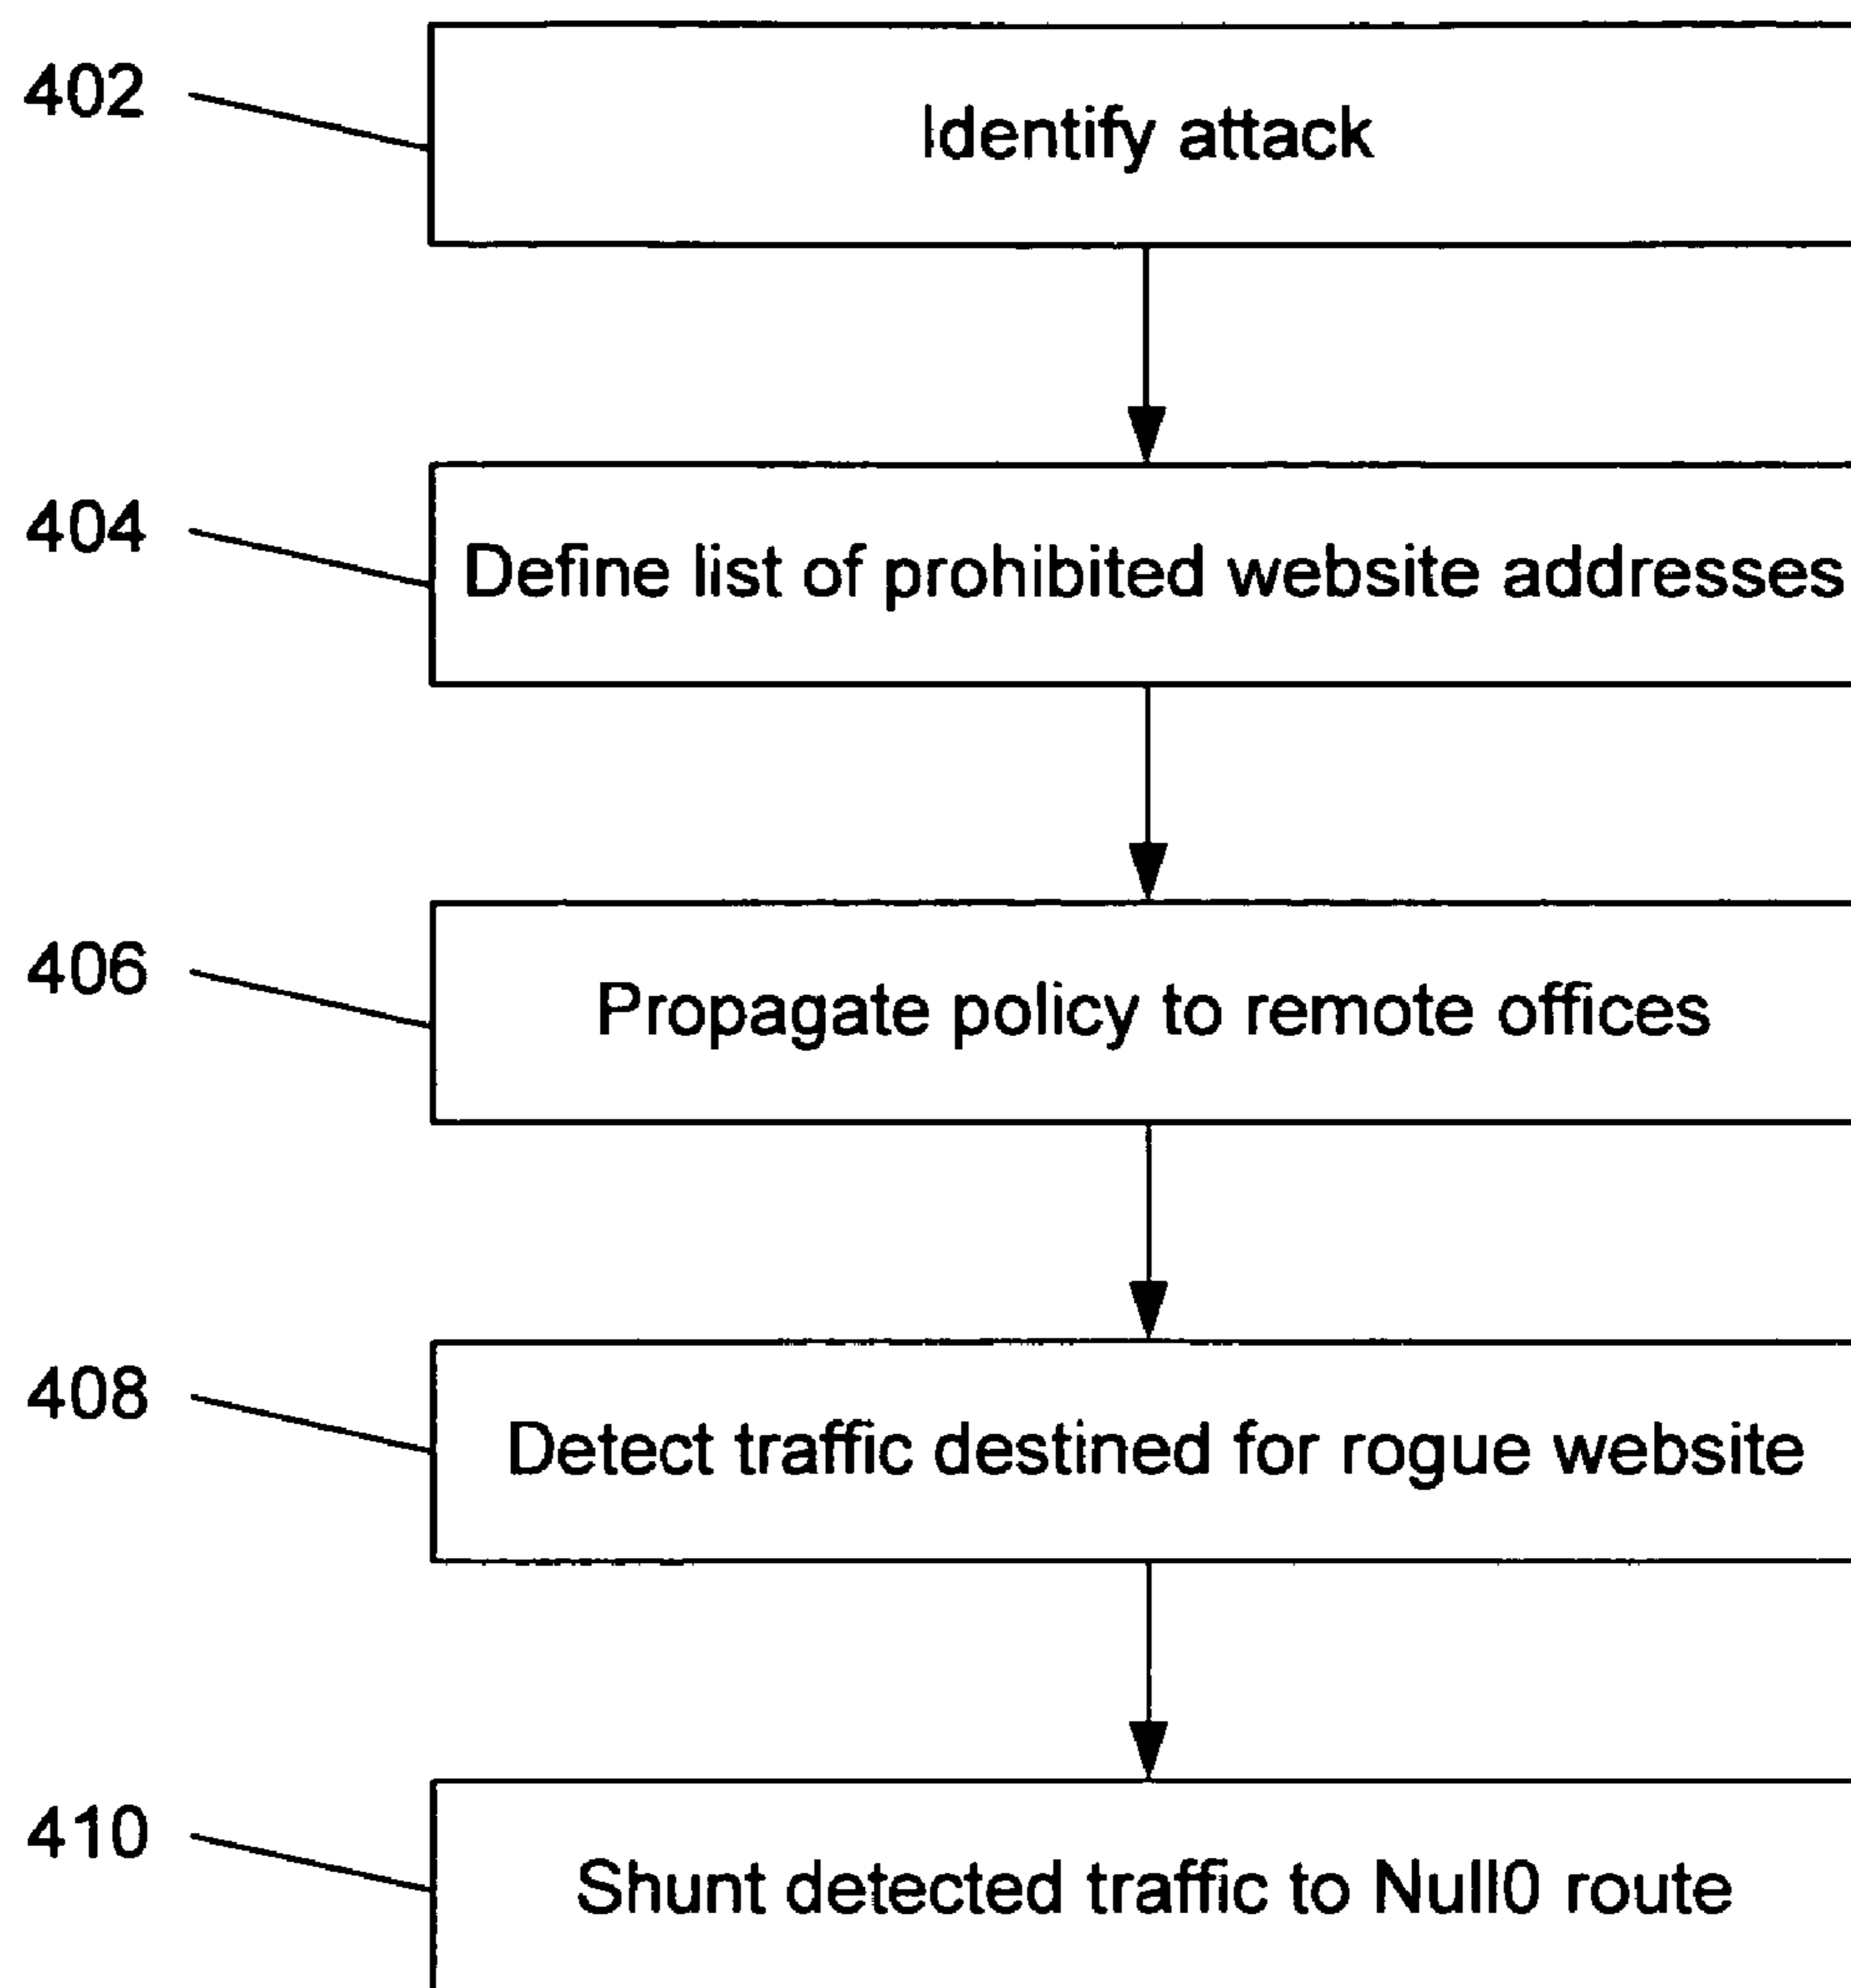 402
Identify attack
404
Define list of prohibited website addresses
406
Propagate policy to remote offices
408
Detect traffic destined for rogue website
410
Shunt detected traffic to Null0 route